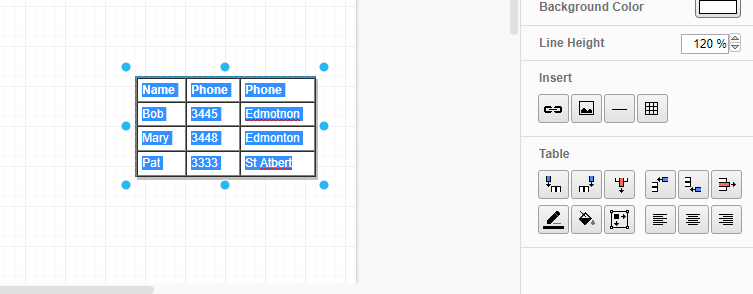 Background Color
Line Height 120 %
Insert
Name Phone Phone
Bob 3445 Edmotnon
Mary 3448 Edmonton
Pat 3333 St Atbert
Table